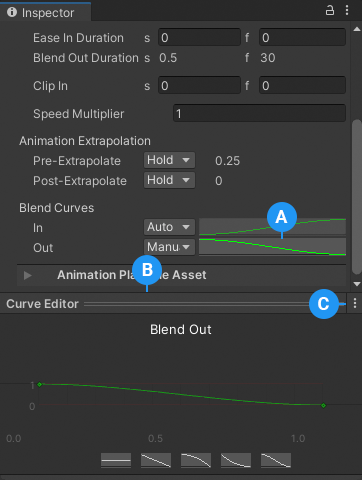 Inspector
Ease In Duration s 0 f 0
Blend Out Duration s 0.5 f 30
Clip In s 0 f 0
Speed Multiplier 1
Animation Extrapolation
Pre-Extrapolate Hold 0.25
Post-Extrapolate Hold 0
Blend Curves
A
In Auto
Out Manu
B
Animation Pla le Asset
Curve Editor C
Blend Out
1
0
0.0 0.5 1.0